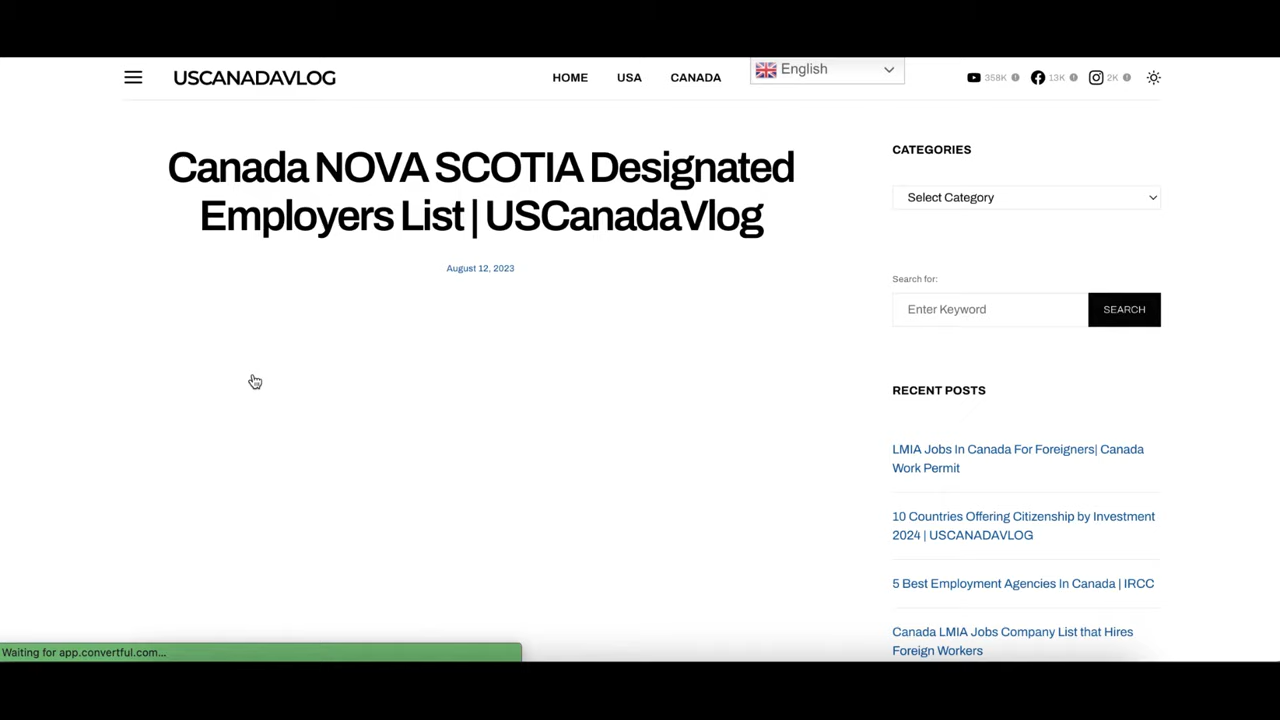 USCANADAVLOG
HOME
USA
CANADA
English
358K
13K
2K
Canada NOVA SCOTIA Designated
Employers List | USCanadaVlog
August 12, 2023
CATEGORIES
Select Category
Search for:
Enter Keyword
SEARCH
RECENT POSTS
LMIA Jobs In Canada For Foreigners| Canada
Work Permit
10 Countries Offering Citizenship by Investment
2024 | USCANADAVLOG
5 Best Employment Agencies In Canada | IRCC
Canada LMIA Jobs Company List that Hires
Foreign Workers
Waiting for app.convertful.com...